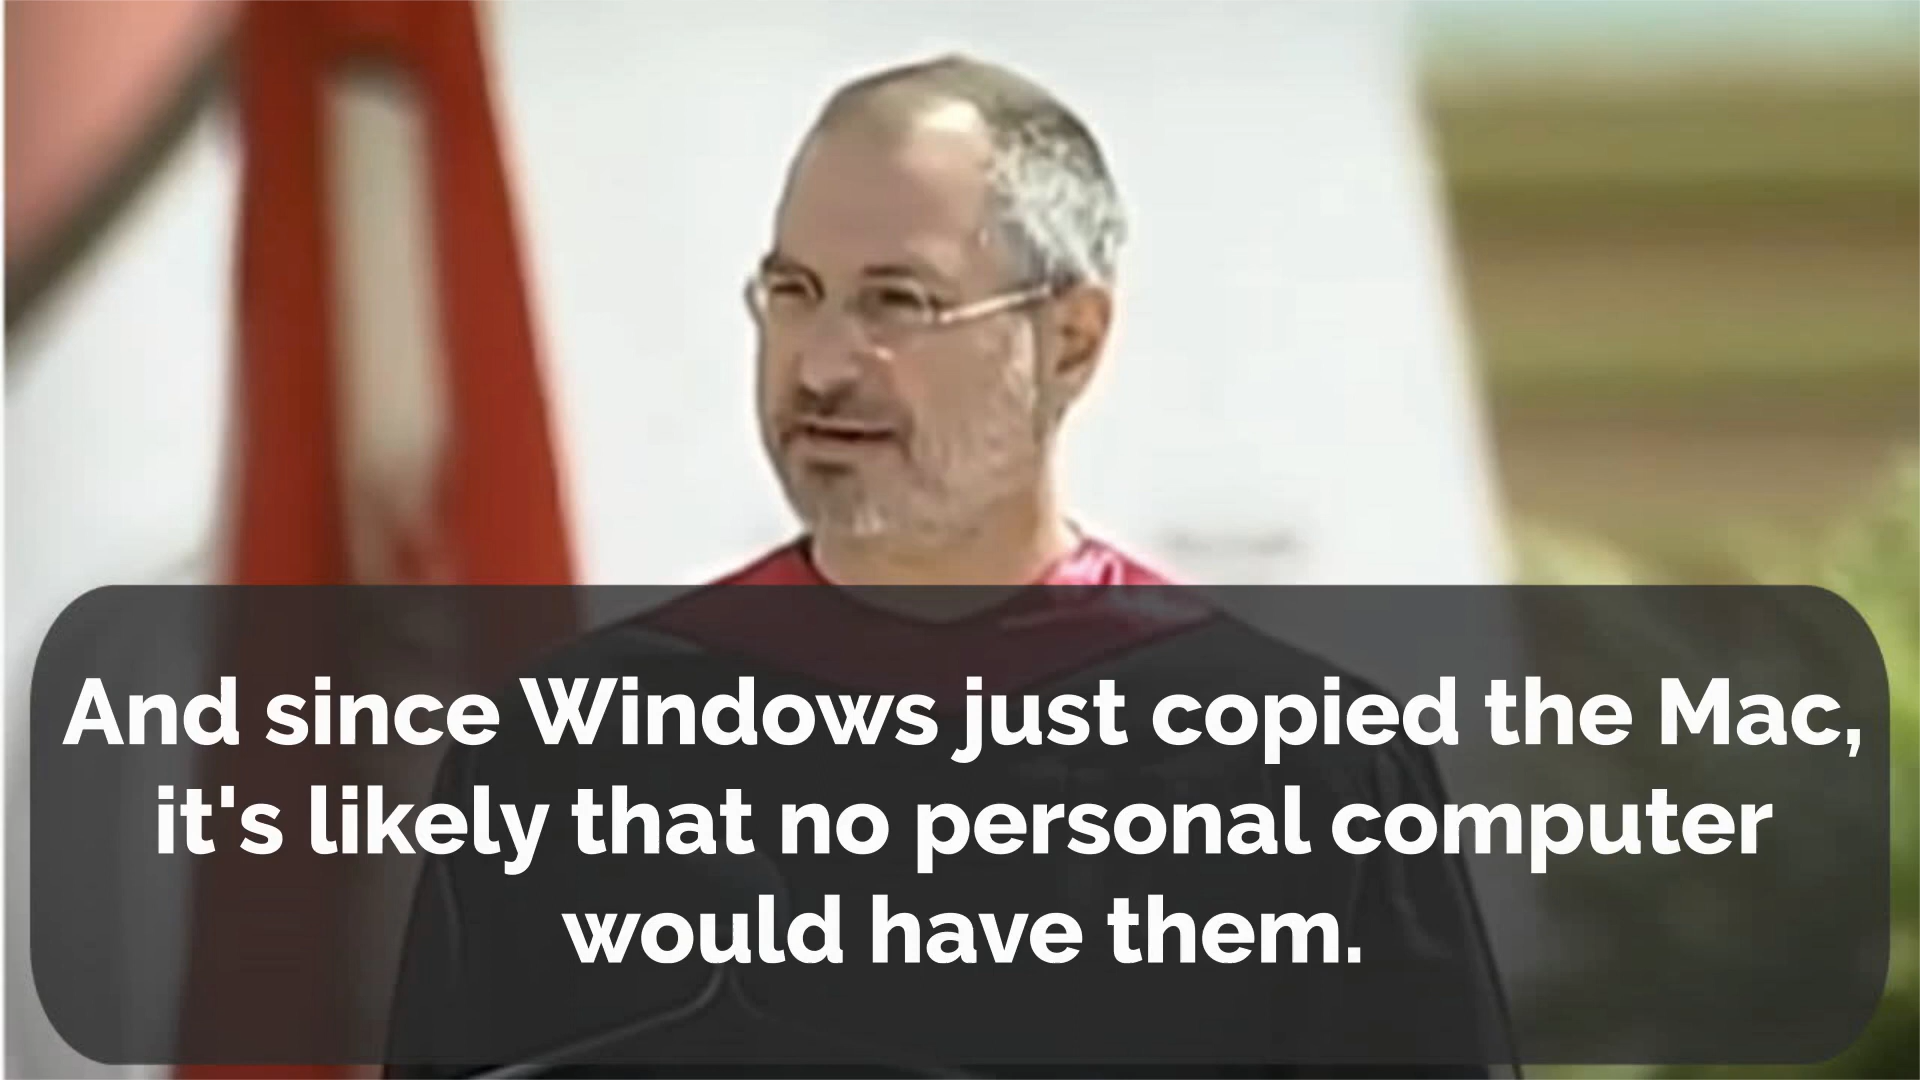 And since Windows just copied the Mac,
it's likely that no personal computer
would have them.